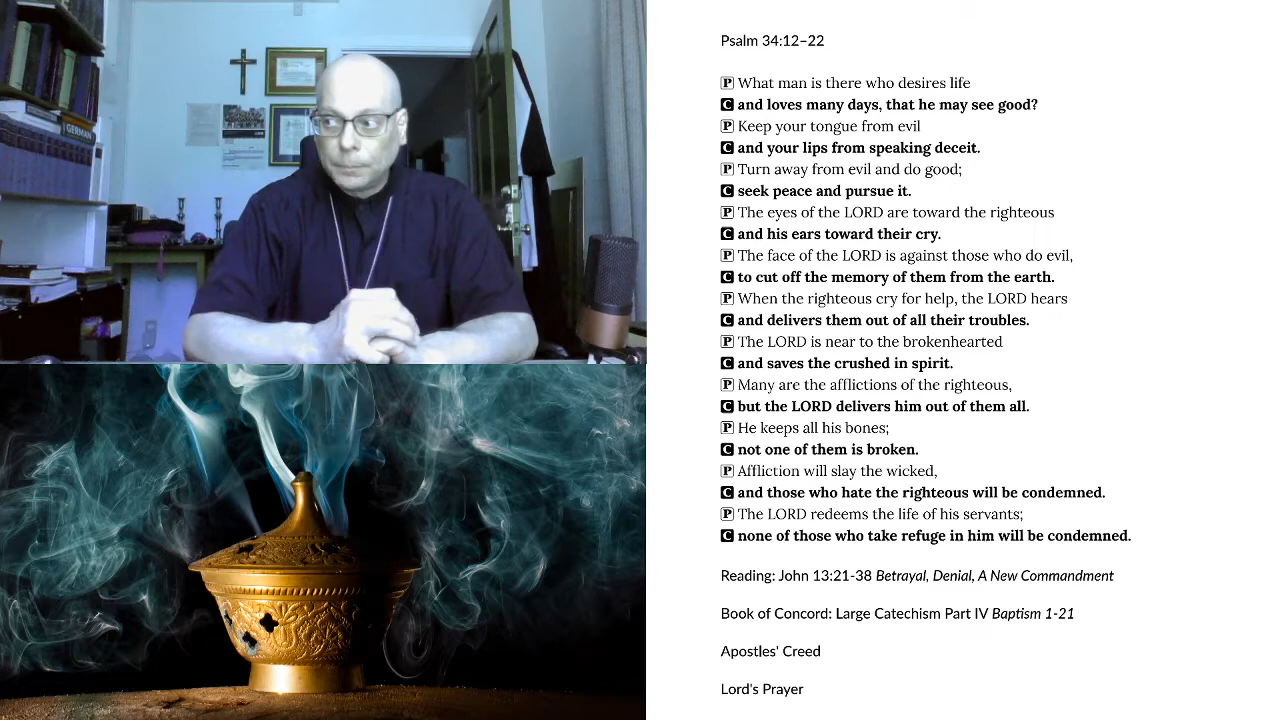 GERMAN
Psalm 34:12–22
P What man is there who desires life
C and loves many days, that he may see good?
P Keep your tongue from evil
C and your lips from speaking deceit.
P Turn away from evil and do good;
C seek peace and pursue it.
P The eyes of the LORD are toward the righteous
C and his ears toward their cry.
P The face of the LORD is against those who do evil,
C to cut off the memory of them from the earth.
P When the righteous cry for help, the LORD hears
C and delivers them out of all their troubles.
P The LORD is near to the brokenhearted
C and saves the crushed in spirit.
P Many are the afflictions of the righteous,
C but the LORD delivers him out of them all.
P He keeps all his bones;
C not one of them is broken.
P Affliction will slay the wicked,
C and those who hate the righteous will be condemned.
P The LORD redeems the life of his servants;
C none of those who take refuge in him will be condemned.
Reading: John 13:21-38 Betrayal, Denial, A New Commandment
Book of Concord: Large Catechism Part IV Baptism 1-21
Apostles' Creed
Lord's Prayer